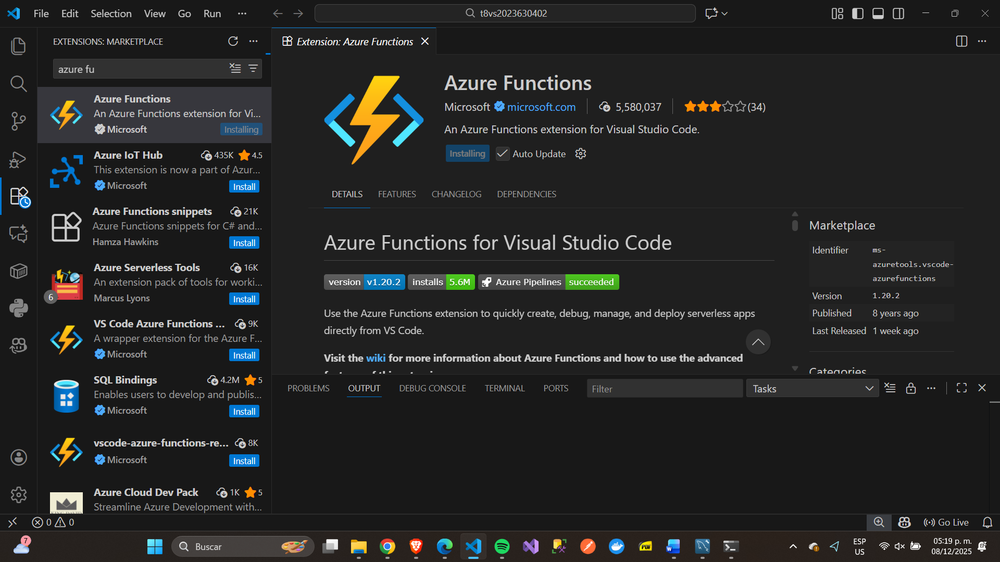 File Edit Selection View Go Run ···
t8vs2023630402
EXTENSIONS: MARKETPLACE
azure fu
Azure Functions
An Azure Functions extension for Vi...
Microsoft
Installing
Azure IoT Hub 435K 4.5
This extension is now a part of Azur...
Microsoft
Install
Azure Functions snippets 21K
Azure Functions snippets for C# and...
Hamza Hawkins
Install
Azure Serverless Tools 16K
An extension pack of tools for worki...
6
Marcus Lyons
Install
VS Code Azure Functions ... 9K
A wrapper extension for the Azure F...
Microsoft
Install
SQL Bindings 4.2M 5
Enables users to develop and publis...
Microsoft
Install
vscode-azure-functions-re... 8K
Microsoft
Install
Azure Cloud Dev Pack 1K 5
Streamline Azure Development with...
Extension: Azure Functions
Azure Functions
Microsoft microsoft.com 5,580,037 (34)
An Azure Functions extension for Visual Studio Code.
Installing Auto Update
DETAILS FEATURES CHANGELOG DEPENDENCIES
Azure Functions for Visual Studio Code
version v1.20.2 installs 5.6M Azure Pipelines succeeded
Use the Azure Functions extension to quickly create, debug, manage, and deploy serverless apps
directly from VS Code.
Visit the wiki for more information about Azure Functions and how to use the advanced
Marketplace
Identifier ms-
azuretools.vscode-
azurefunctions
Version 1.20.2
Published 8 years ago
Last Released 1 week ago
Categories
PROBLEMS OUTPUT DEBUG CONSOLE TERMINAL PORTS Filter Tasks
0 0
Go Live
7
Buscar
PDF
ESP
US
05:19 p. m.
08/12/2025